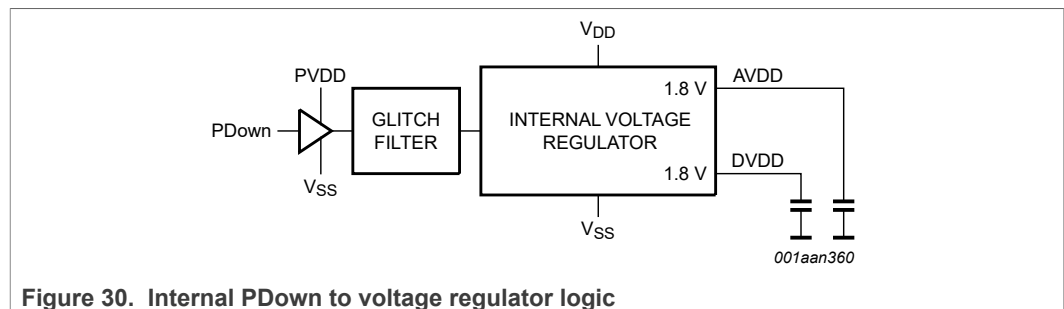 VDD
PVDD
PDown
VSS
GLITCH
FILTER
INTERNAL VOLTAGE
REGULATOR
1.8 V
AVDD
1.8 V
DVDD
VSS
001aan360
Figure 30. Internal PDown to voltage regulator logic